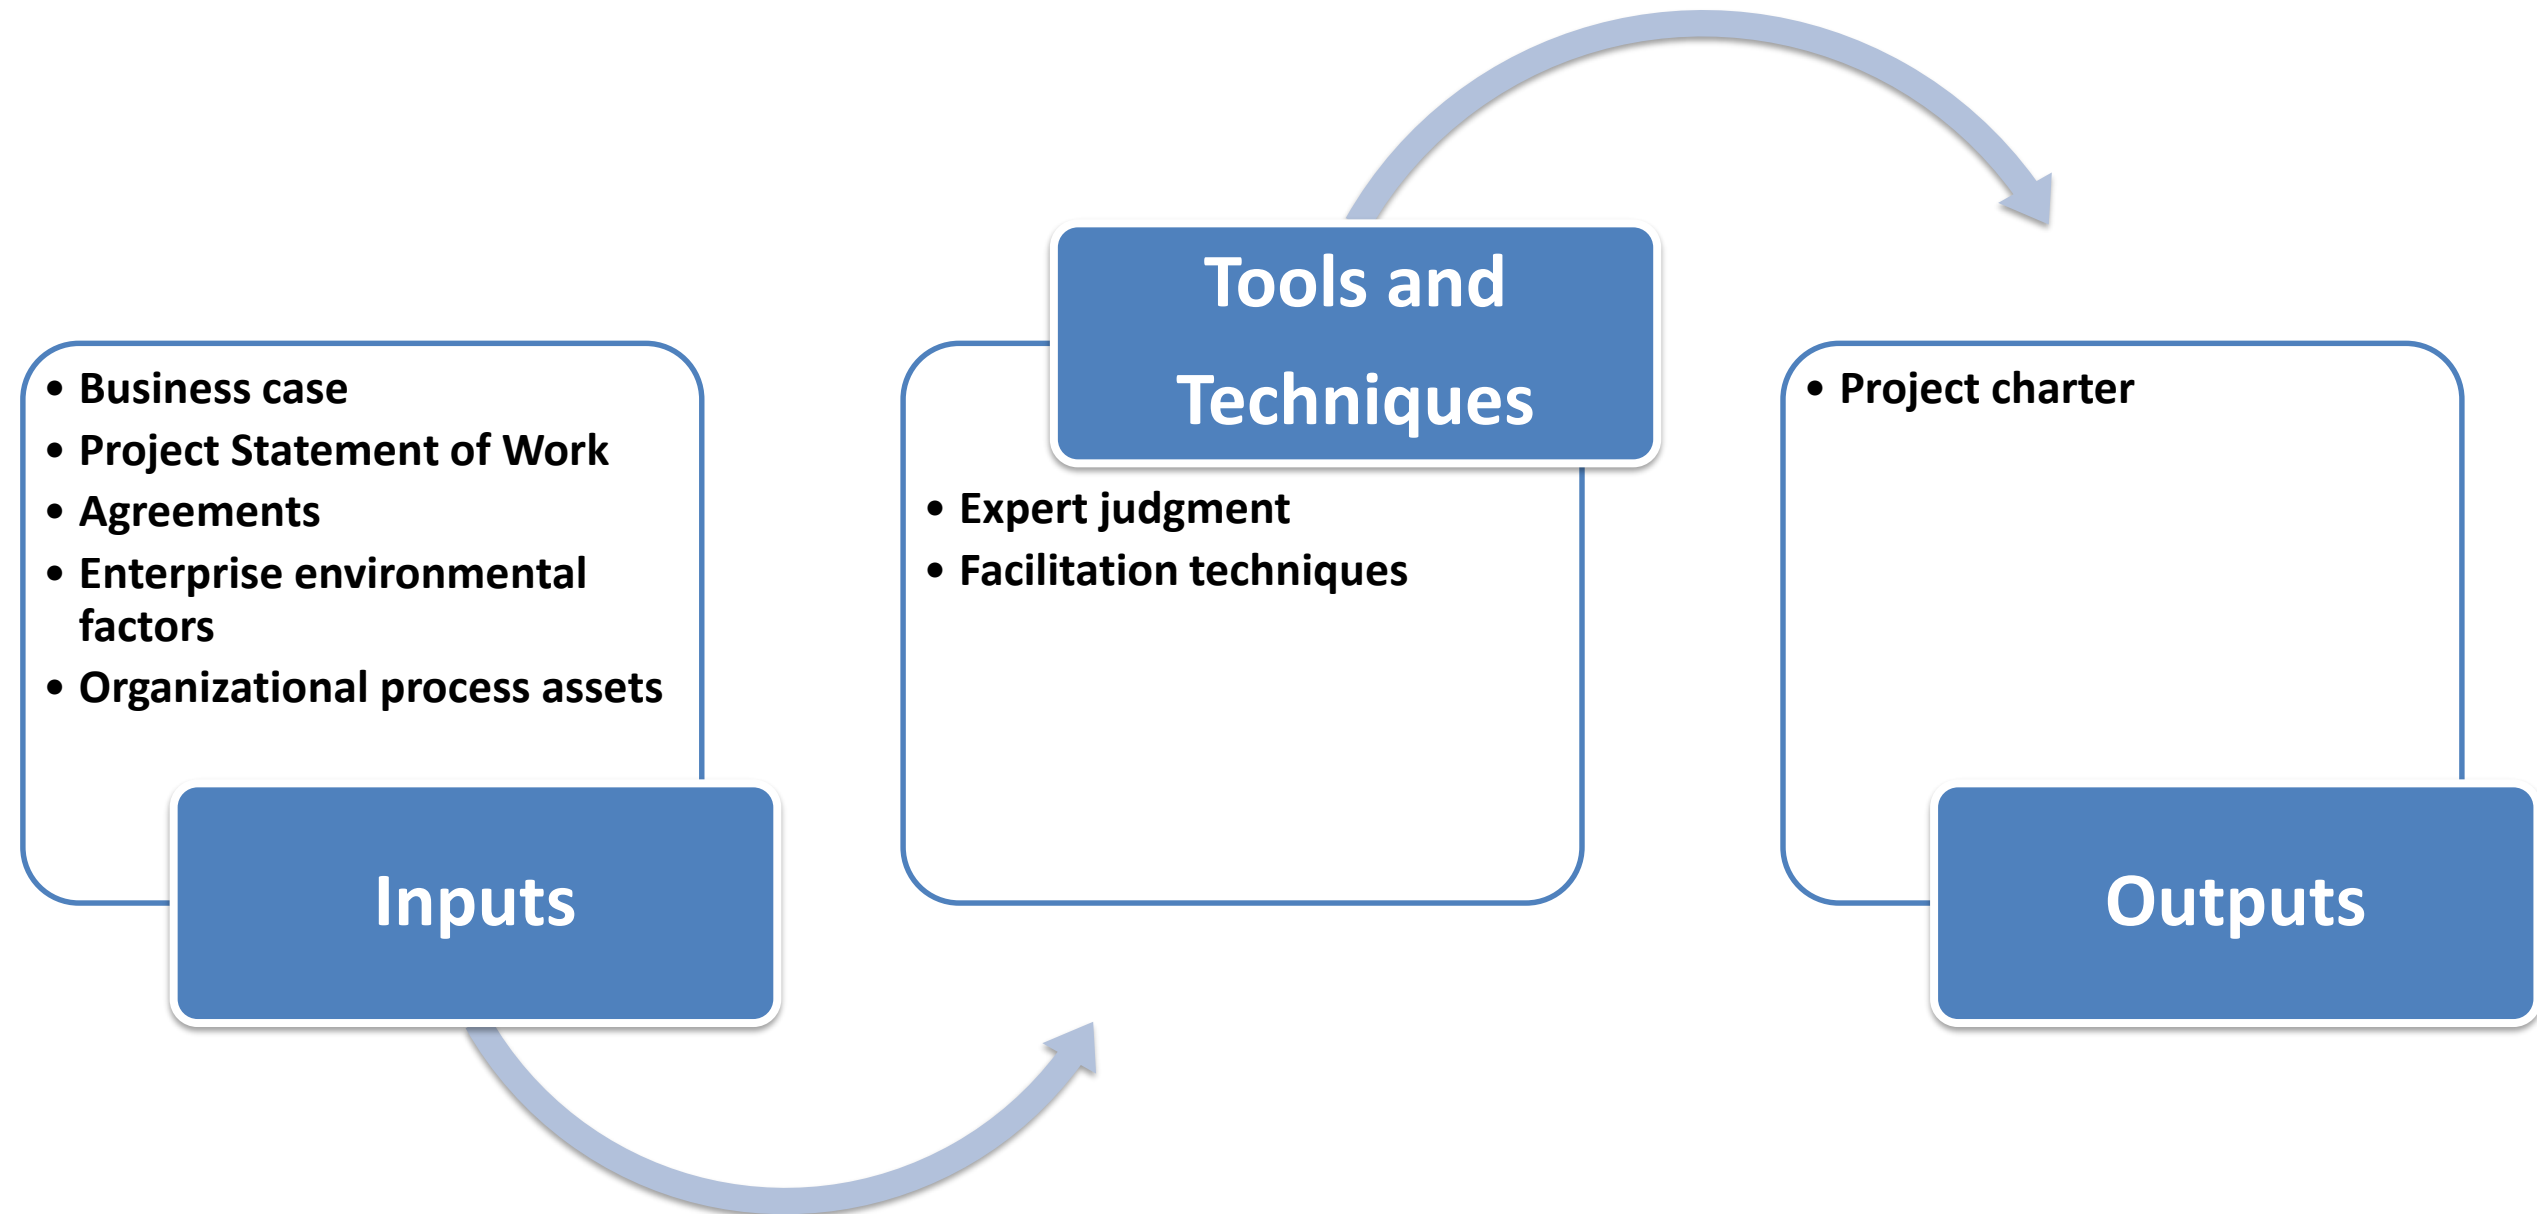 • Business case
• Project Statement of Work
• Agreements
• Enterprise environmental
factors
• Organizational process assets
Inputs
Tools and
Techniques
• Expert judgment
• Facilitation techniques
• Project charter
Outputs